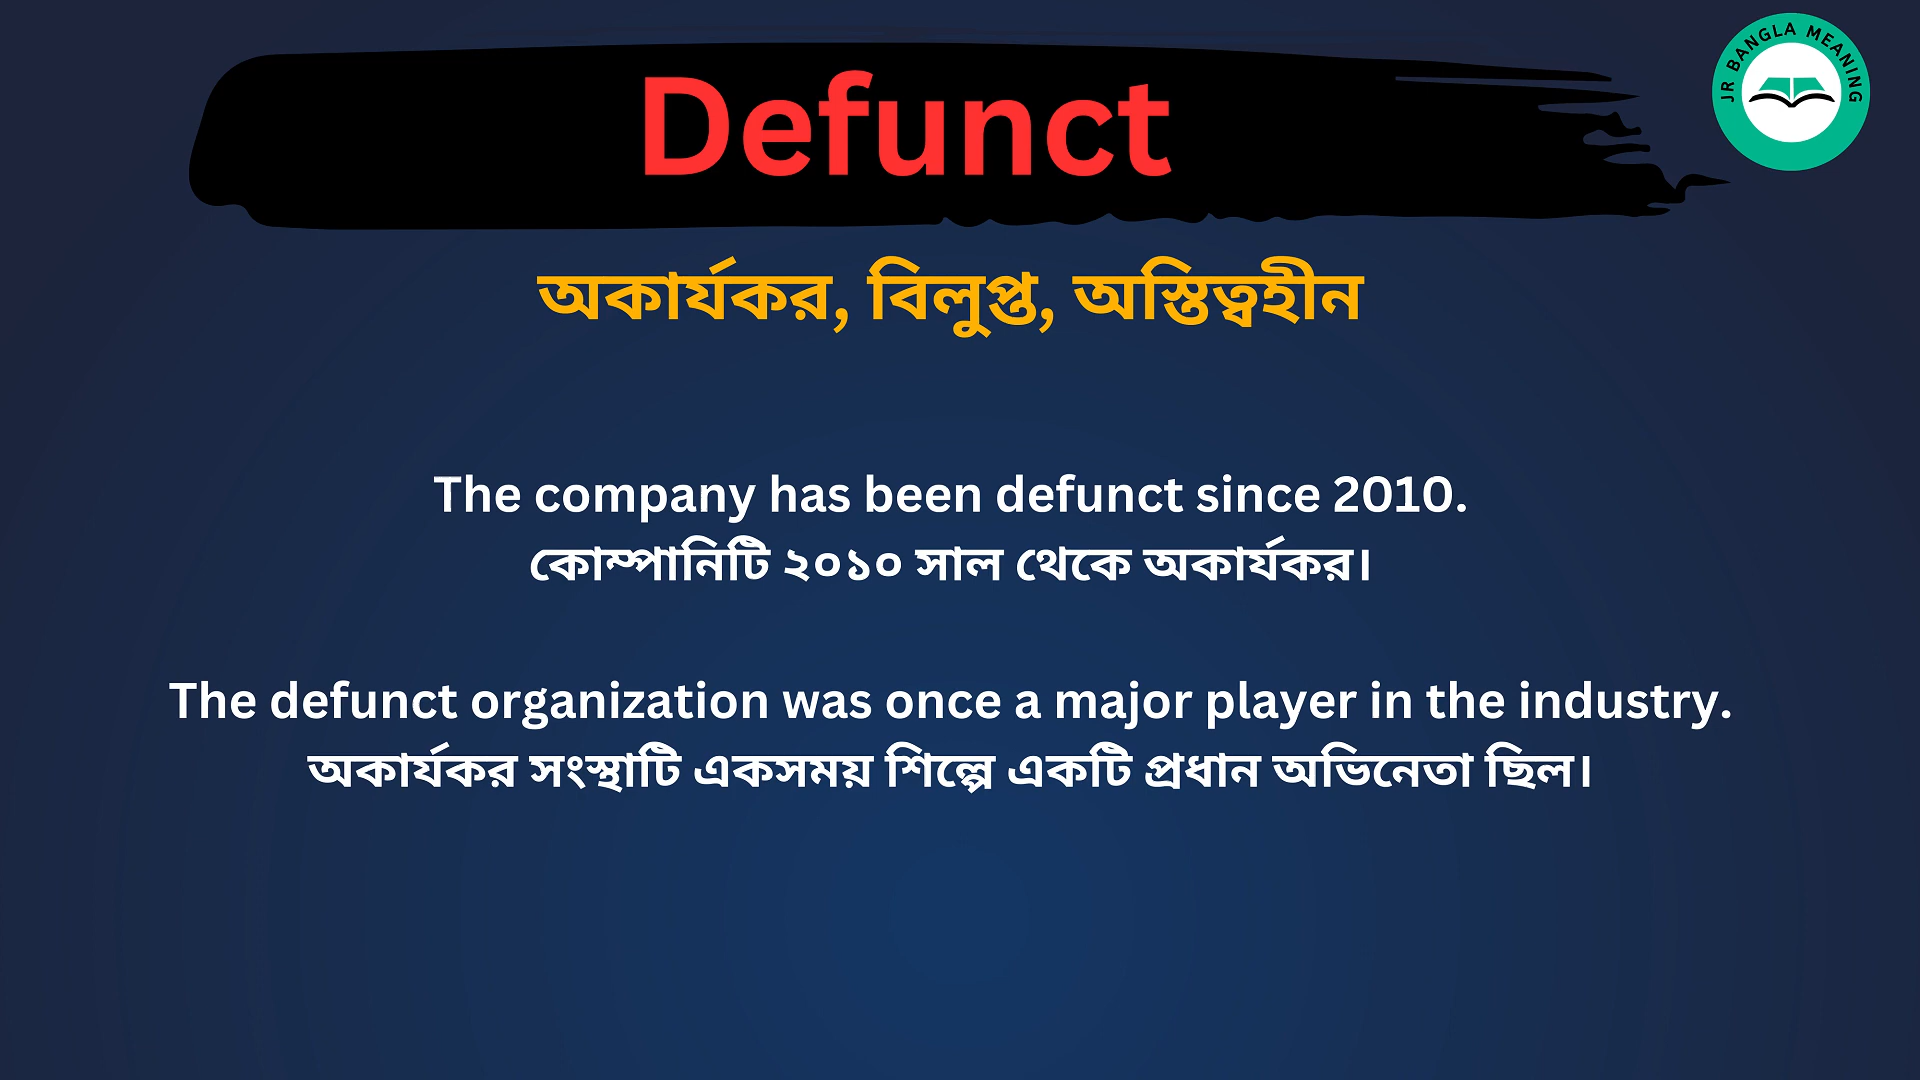 Defunct
JR BANGLA MEANING
অকার্যকর, বিলুপ্ত, অস্তিত্বহীন
The company has been defunct since 2010.
কোম্পানিটি ২০১০ সাল থেকে অকার্যকর।
The defunct organization was once a major player in the industry.
অকার্যকর সংস্থাটি একসময় শিল্পে একটি প্রধান অভিনেতা ছিল।